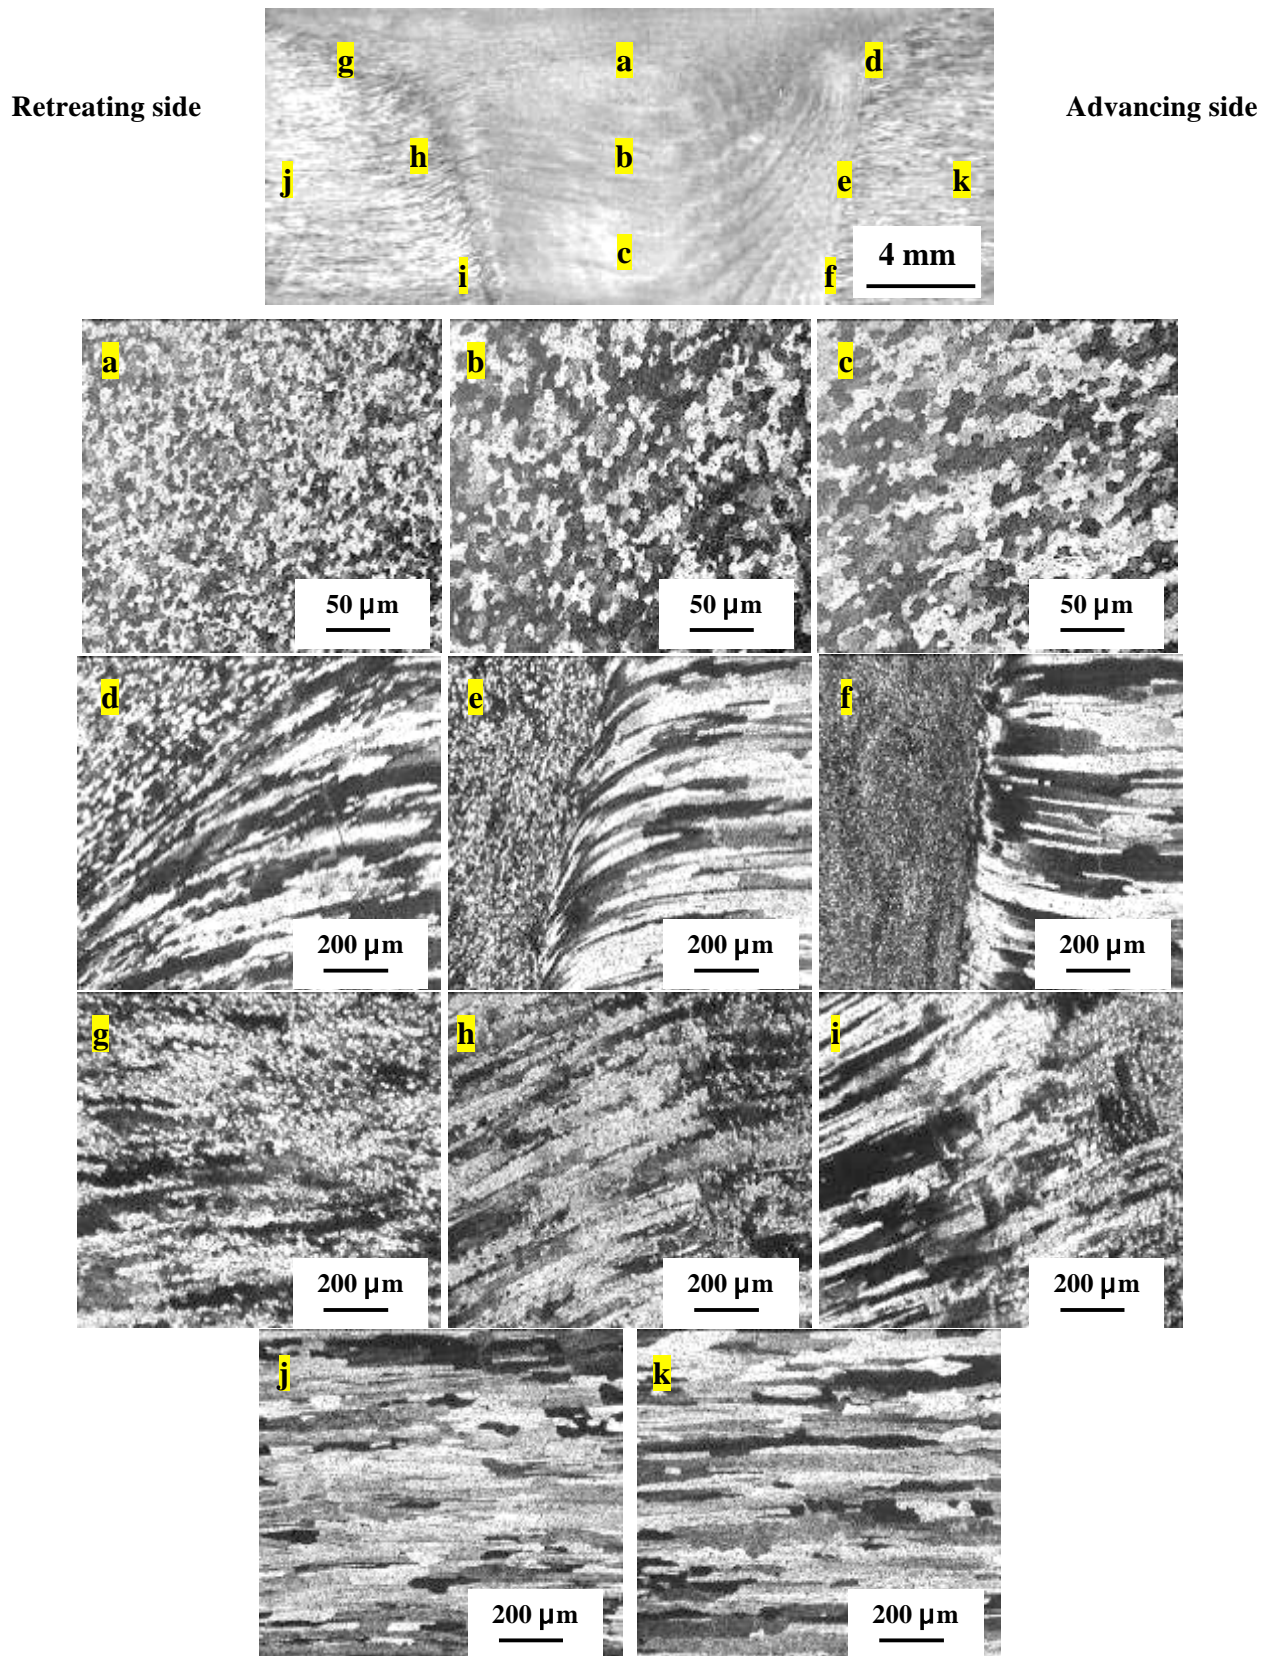 g a d
Retreating side Advancing side
h b
j e k
c 4 mm
i f
a b c
50 µm 50 µm 50 µm
d e f
200 µm 200 µm 200 µm
g h i
200 µm 200 µm 200 µm
j k
200 µm 200 µm